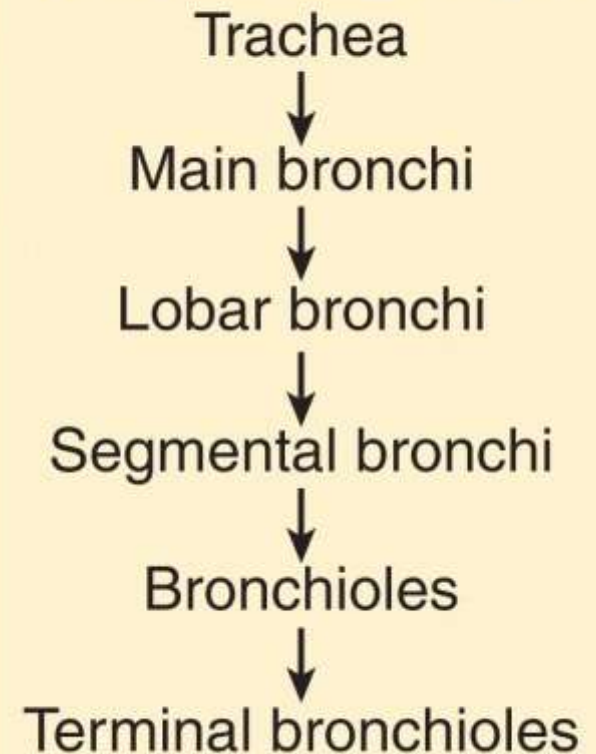 Trachea
Main bronchi
Lobar bronchi
Segmental bronchi
Bronchioles
Terminal bronchioles